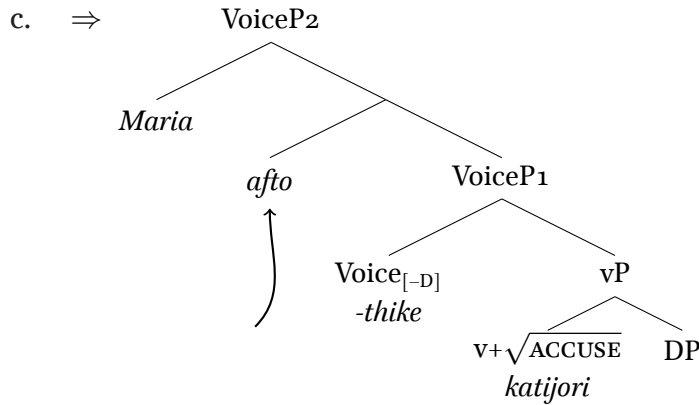 c. ⇒ VoiceP2
Maria
afto VoiceP1
Voice[–D] vP
-thike
v+√ACCUSE DP
katijori